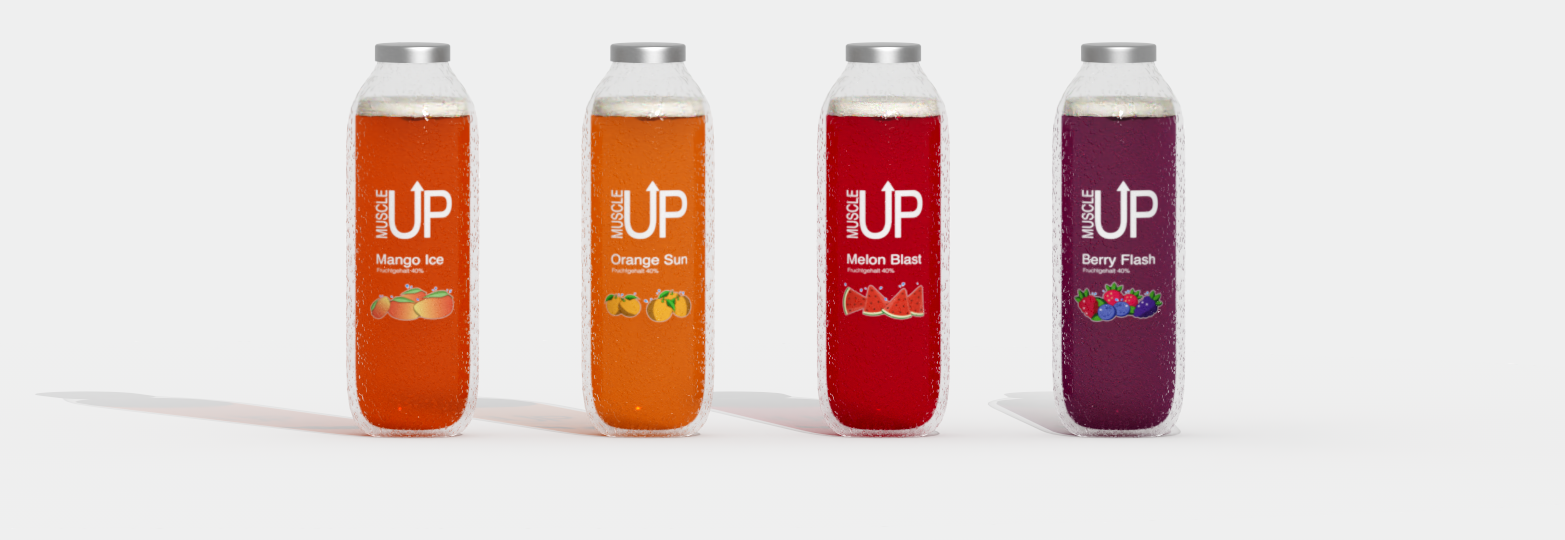 MUSCLE UP
Mango Ice
Fruchtgehalt 40%
MUSCLE UP
Orange Sun
Fruchtgehalt 40%
MUSCLE UP
Melon Blast
Fruchtgehalt 40%
MUSCLE UP
Berry Flash
Fruchtgehalt 40%